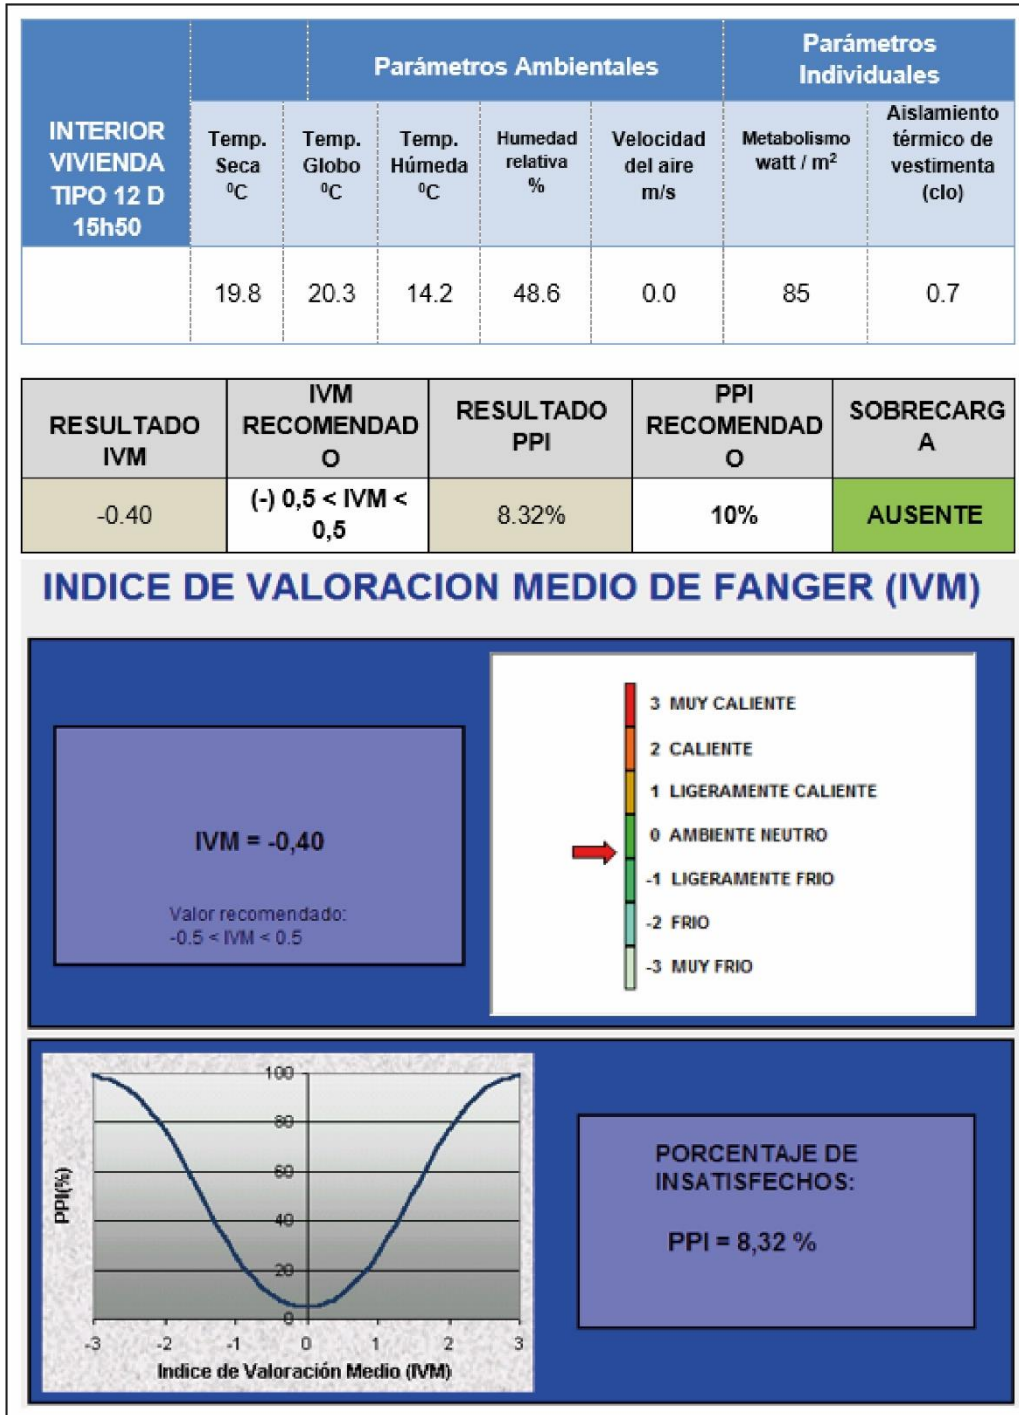 INTERIOR
VIVIENDA
TIPO 12 D
15h50
Parámetros Ambientales
Parámetros
Individuales
Temp.
Seca
⁰C
Temp.
Globo
⁰C
Temp.
Húmeda
⁰C
Humedad
relativa
%
Velocidad
del aire
m/s
Metabolismo
watt / m²
Aislamiento
térmico de
vestimenta
(clo)
19.8 20.3 14.2 48.6 0.0 85 0.7
RESULTADO
IVM
IVM
RECOMENDAD
O
RESULTADO
PPI
PPI
RECOMENDAD
O
SOBRECARG
A
-0.40
(-) 0,5 < IVM <
0,5
8.32%
10%
AUSENTE
INDICE DE VALORACION MEDIO DE FANGER (IVM)
IVM = -0,40
Valor recomendado:
-0.5 < IVM < 0.5
3 MUY CALIENTE
2 CALIENTE
1 LIGERAMENTE CALIENTE
0 AMBIENTE NEUTRO
-1 LIGERAMENTE FRIO
-2 FRIO
-3 MUY FRIO
PPI(%)
100
80
60
40
20
0
-3 -2 -1 0 1 2 3
Indice de Valoración Medio (IVM)
PORCENTAJE DE
INSATISFECHOS:
PPI = 8,32 %